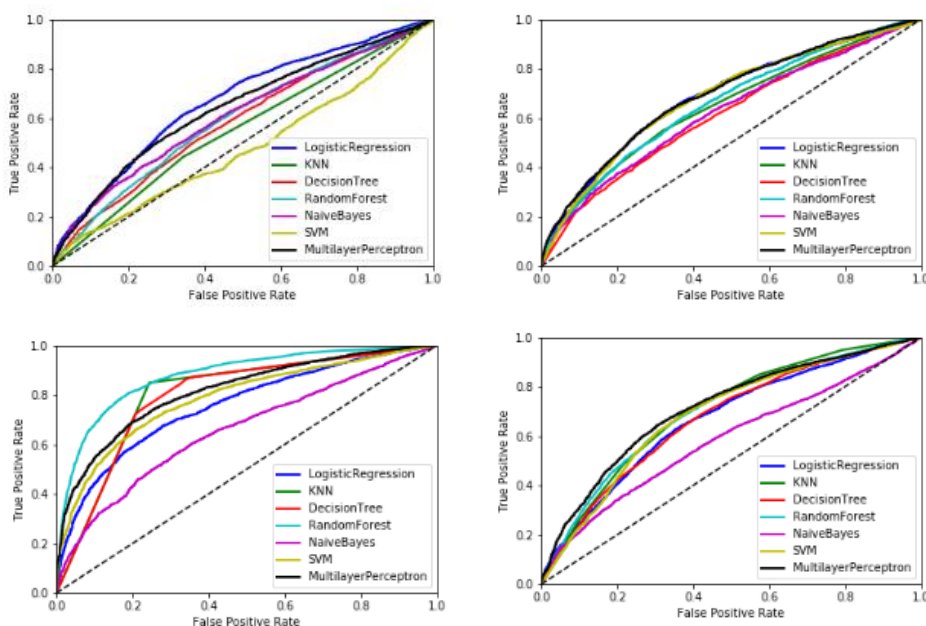 1.0
0.8
0.6
0.4
0.2
0.0
True Positive Rate
LogisticRegression
KNN
DecisionTree
RandomForest
NaiveBayes
SVM
MultilayerPerceptron
0.0 0.2 0.4 0.6 0.8 1.0
False Positive Rate
1.0
0.8
0.6
0.4
0.2
0.0
True Positive Rate
LogisticRegression
KNN
DecisionTree
RandomForest
NaiveBayes
SVM
MultilayerPerceptron
0.0 0.2 0.4 0.6 0.8 1.0
False Positive Rate
1.0
0.8
0.6
0.4
0.2
0.0
True Positive Rate
LogisticRegression
KNN
DecisionTree
RandomForest
NaiveBayes
SVM
MultilayerPerceptron
0.0 0.2 0.4 0.6 0.8 1.0
False Positive Rate
1.0
0.8
0.6
0.4
0.2
0.0
True Positive Rate
LogisticRegression
KNN
DecisionTree
RandomForest
NaiveBayes
SVM
MultilayerPerceptron
0.0 0.2 0.4 0.6 0.8 1.0
False Positive Rate